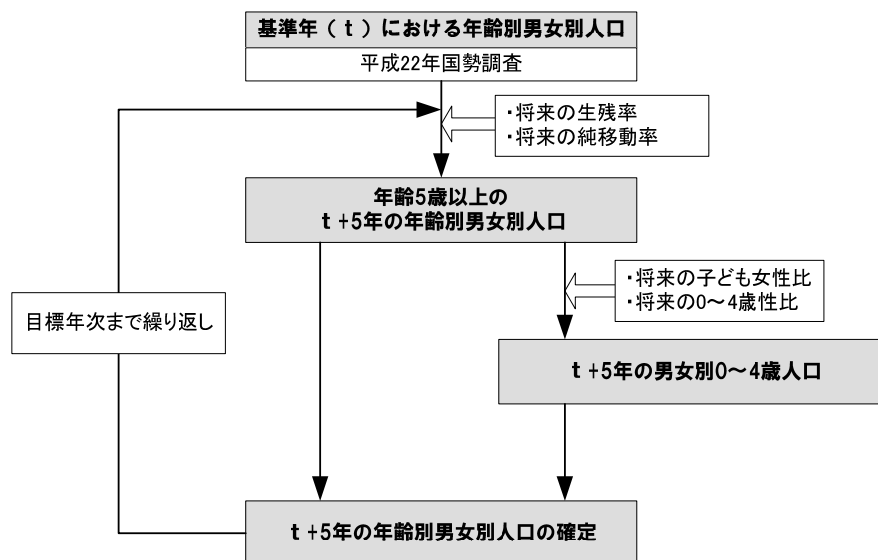 基準年（ｔ）における年齢別男女別人口
平成22年国勢調査
・将来の生残率
・将来の純移動率
年齢5歳以上の
ｔ+5年の年齢別男女別人口
・将来の子ども女性比
・将来の0～4歳性比
目標年次まで繰り返し
ｔ+5年の男女別0～4歳人口
ｔ+5年の年齢別男女別人口の確定